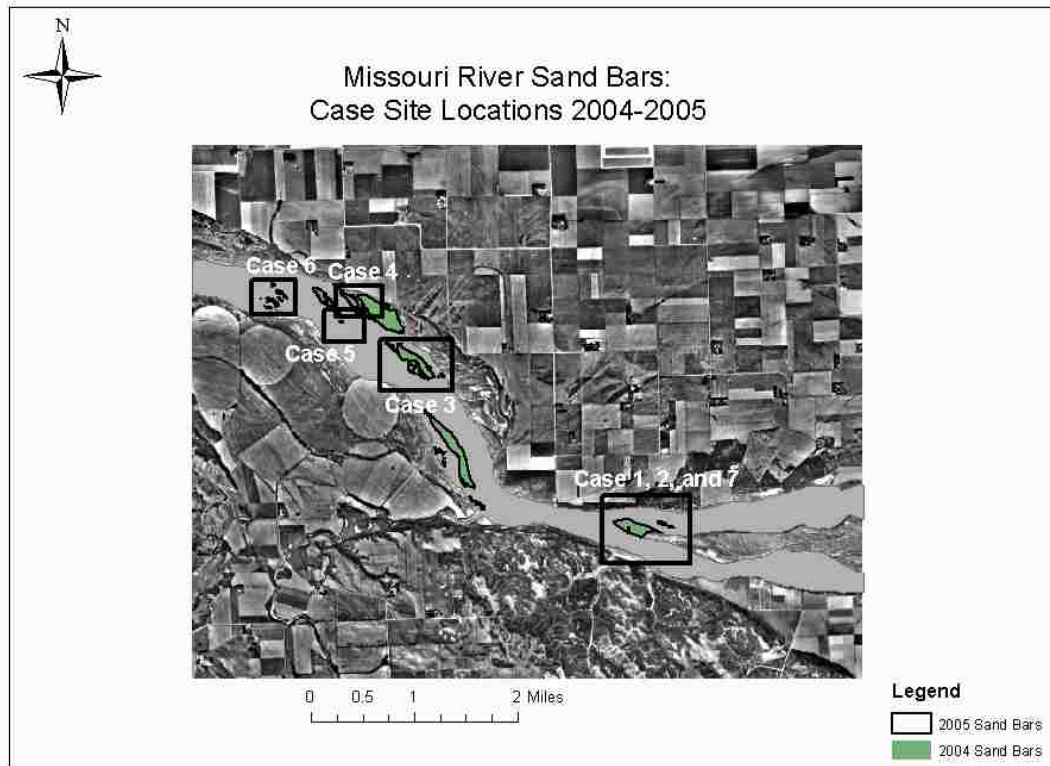 N
Missouri River Sand Bars:
Case Site Locations 2004-2005
Case 6
Case 4
Case 5
Case 3
Case 1, 2, and 7
0 0.5 1 2 Miles
Legend
2005 Sand Bars
2004 Sand Bars